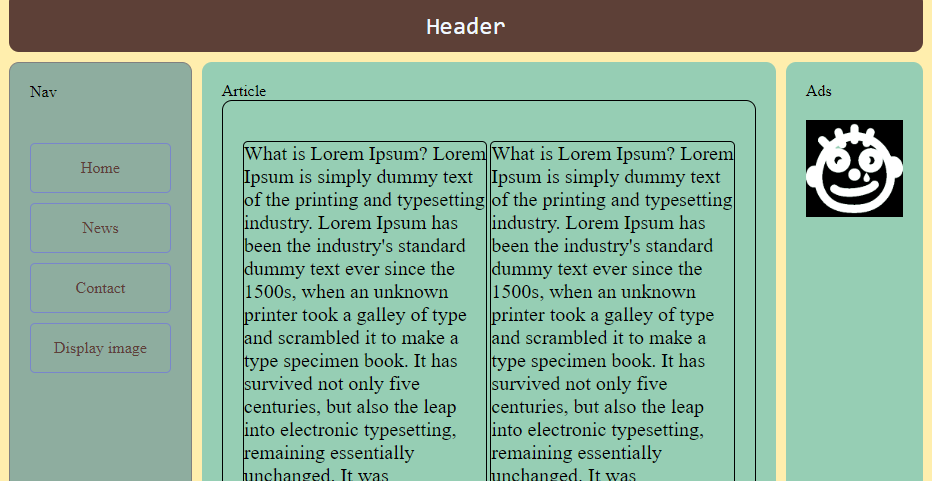 Header
Nav
Home
News
Contact
Display image
Article
What is Lorem Ipsum? Lorem
Ipsum is simply dummy text
of the printing and typesetting
industry. Lorem Ipsum has
been the industry's standard
dummy text ever since the
1500s, when an unknown
printer took a galley of type
and scrambled it to make a
type specimen book. It has
survived not only five
centuries, but also the leap
into electronic typesetting,
remaining essentially
unchanged. It was
What is Lorem Ipsum? Lorem
Ipsum is simply dummy text
of the printing and typesetting
industry. Lorem Ipsum has
been the industry's standard
dummy text ever since the
1500s, when an unknown
printer took a galley of type
and scrambled it to make a
type specimen book. It has
survived not only five
centuries, but also the leap
into electronic typesetting,
remaining essentially
unchanged. It was
Ads